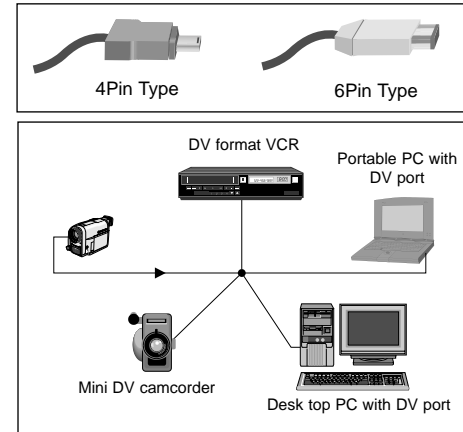 4Pin Type
6Pin Type
DV format VCR
Portable PC with
DV port
Mini DV camcorder
Desk top PC with DV port